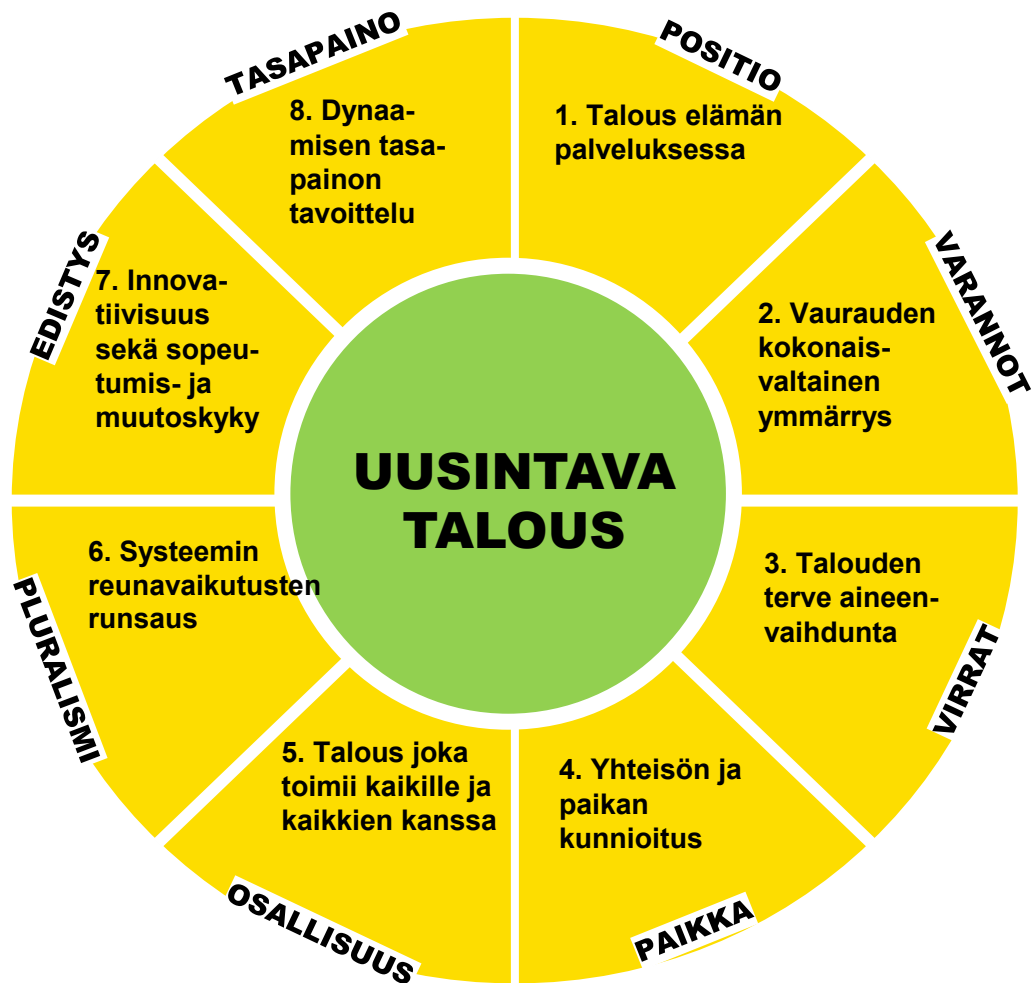 UUSINTAVA
TALOUS
POSITIO
1. Talous elämän
palveluksessa
VARANNOT
2. Vaurauden
kokonais-
valtainen
ymmärrys
VIRRAT
3. Talouden
terve aineen-
vaihdunta
PAIKKA
4. Yhteisön ja
paikan
kunnioitus
OSALLISUUS
5. Talous joka
toimii kaikille ja
kaikkien kanssa
PLURALISMI
6. Systeemin
reunavaikutusten
runsaus
EDISTYS
7. Innova-
tiivisuus
sekä sopeu-
tumis- ja
muutoskyky
TASAPAINO
8. Dynaa-
misen tasa-
painon
tavoittelu